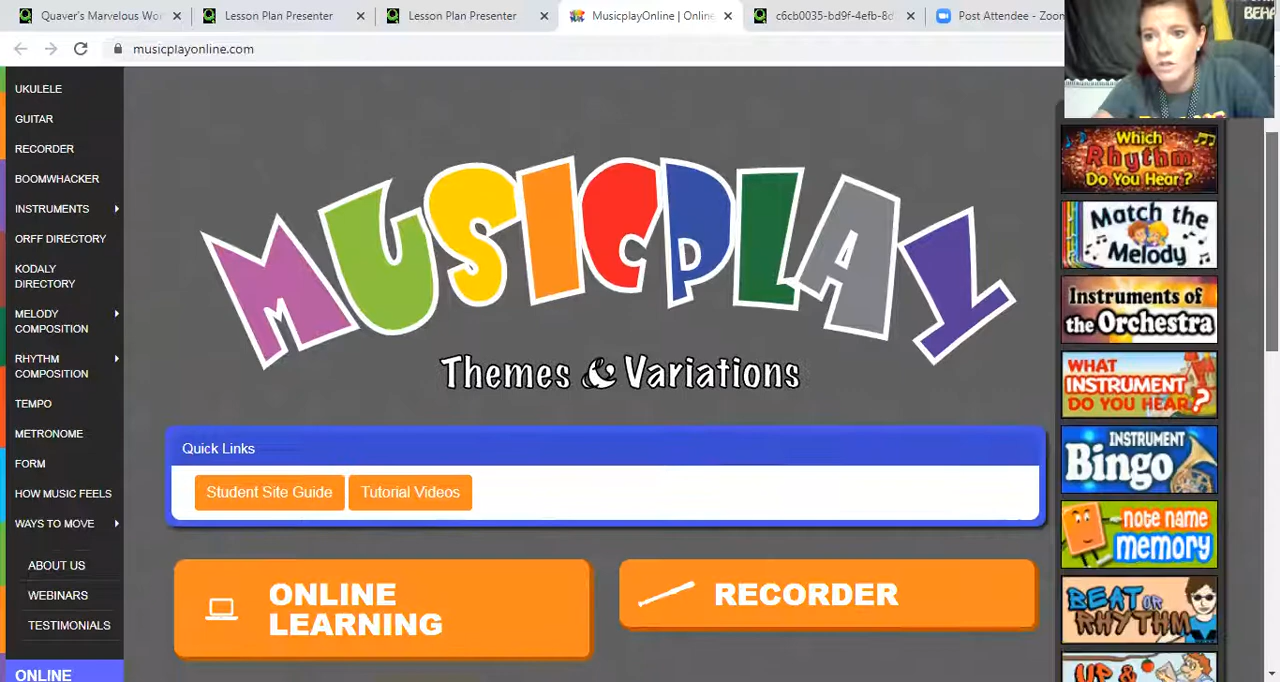 Quaver's Marvelous Wor
Lesson Plan Presenter
Lesson Plan Presenter
MusicplayOnline | Online
c6cb0035-bd9f-4efb-8d
Post Attendee - Zoom
musicplayonline.com
BEHA
UKULELE
GUITAR
RECORDER
BOOMWHACKER
INSTRUMENTS
ORFF DIRECTORY
KODALY
DIRECTORY
MELODY
COMPOSITION
RHYTHM
COMPOSITION
TEMPO
METRONOME
FORM
HOW MUSIC FEELS
WAYS TO MOVE
ABOUT US
WEBINARS
TESTIMONIALS
ONLINE
MUSICPLAY
Themes & Variations
Quick Links
Student Site Guide
Tutorial Videos
ONLINE
LEARNING
RECORDER
Which
Rhythm
Do You Hear?
Match the
Melody
Instruments of
the Orchestra
WHAT
INSTRUMENT
DO YOU HEAR?
INSTRUMENT
Bingo
note name
memory
BEAT OR
RHYTHM
UP &